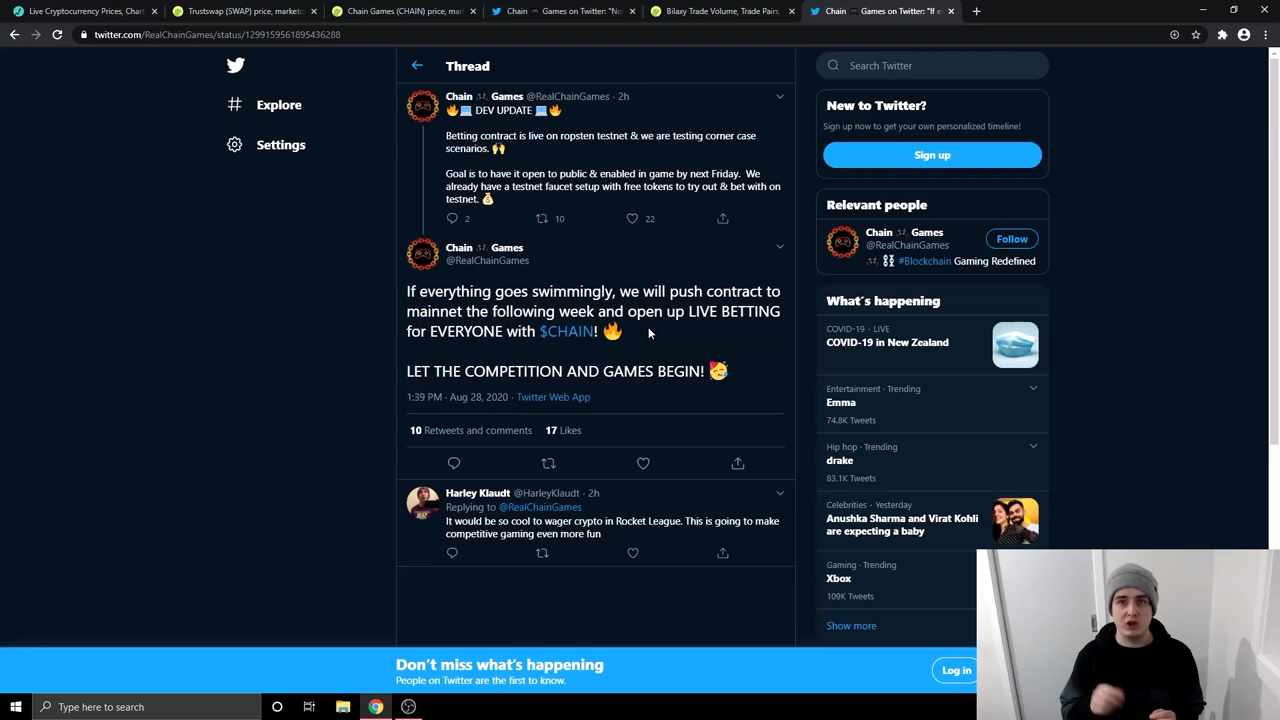 Live Cryptocurrency Prices, Chart
Trustswap (SWAP) price, marketc
Chain Games (CHAIN) price, mark
Chain 🎮 Games on Twitter: "Not
Bilaxy Trade Volume, Trade Pairs,
Chain 🎮 Games on Twitter: "If e
twitter.com/RealChainGames/status/1299159561895436288
Explore
Settings
Thread
Chain 🎮 Games @RealChainGames · 2h
🔥💻 DEV UPDATE 💻🔥
Betting contract is live on ropsten testnet & we are testing corner case
scenarios. 🙌
Goal is to have it open to public & enabled in game by next Friday. We
already have a testnet faucet setup with free tokens to try out & bet with on
testnet. 💰
2 10 22
Chain 🎮 Games
@RealChainGames
If everything goes swimmingly, we will push contract to
mainnet the following week and open up LIVE BETTING
for EVERYONE with $CHAIN! 🔥
LET THE COMPETITION AND GAMES BEGIN! 🥳
1:39 PM · Aug 28, 2020 · Twitter Web App
10 Retweets and comments 17 Likes
Harley Klaudt @HarleyKlaudt · 2h
Replying to @RealChainGames
It would be so cool to wager crypto in Rocket League. This is going to make
competitive gaming even more fun
Search Twitter
New to Twitter?
Sign up now to get your own personalized timeline!
Sign up
Relevant people
Chain 🎮 Games
@RealChainGames
Follow
🎮 ⛓ #Blockchain Gaming Redefined
What's happening
COVID-19 · LIVE
COVID-19 in New Zealand
Entertainment · Trending
Emma
74.8K Tweets
Hip hop · Trending
drake
83.1K Tweets
Celebrities · Yesterday
Anushka Sharma and Virat Kohli
are expecting a baby
Gaming · Trending
Xbox
109K Tweets
Show more
Don't miss what's happening
People on Twitter are the first to know.
Log in
Type here to search